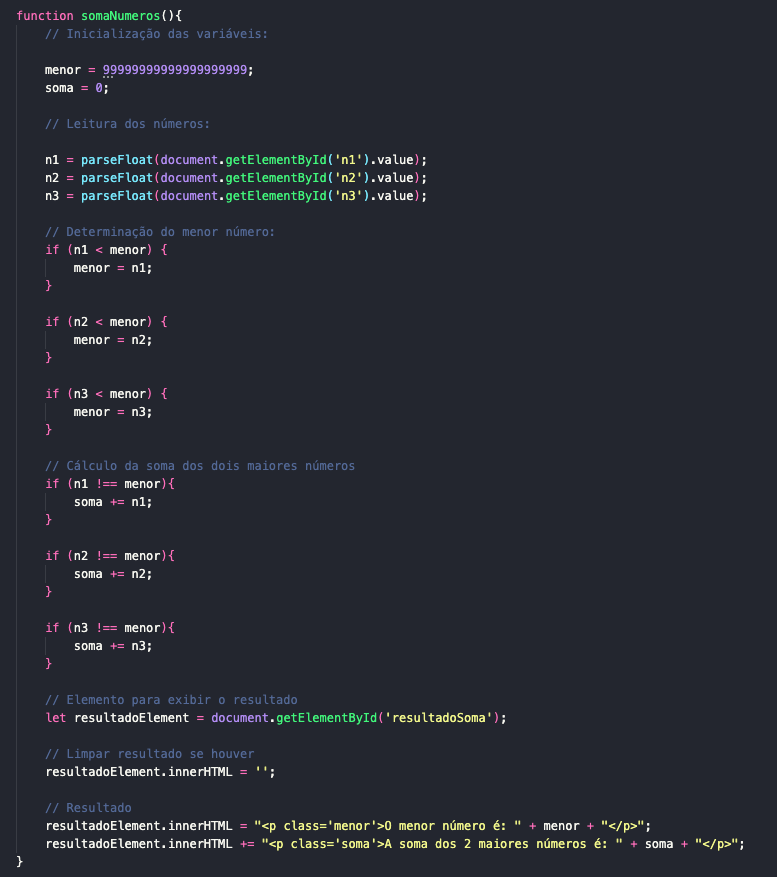 function somaNumeros(){
    // Inicialização das variáveis:
    menor = 99999999999999999999;
    soma = 0;
    // Leitura dos números:
    n1 = parseFloat(document.getElementById('n1').value);
    n2 = parseFloat(document.getElementById('n2').value);
    n3 = parseFloat(document.getElementById('n3').value);
    // Determinação do menor número:
    if (n1 < menor) {
        menor = n1;
    }
    if (n2 < menor) {
        menor = n2;
    }
    if (n3 < menor) {
        menor = n3;
    }
    // Cálculo da soma dos dois maiores números
    if (n1 !== menor){
        soma += n1;
    }
    if (n2 !== menor){
        soma += n2;
    }
    if (n3 !== menor){
        soma += n3;
    }
    // Elemento para exibir o resultado
    let resultadoElement = document.getElementById('resultadoSoma');
    // Limpar resultado se houver
    resultadoElement.innerHTML = '';
    // Resultado
    resultadoElement.innerHTML = "<p class='menor'>O menor número é: " + menor + "</p>";
    resultadoElement.innerHTML += "<p class='soma'>A soma dos 2 maiores números é: " + soma + "</p>";
}